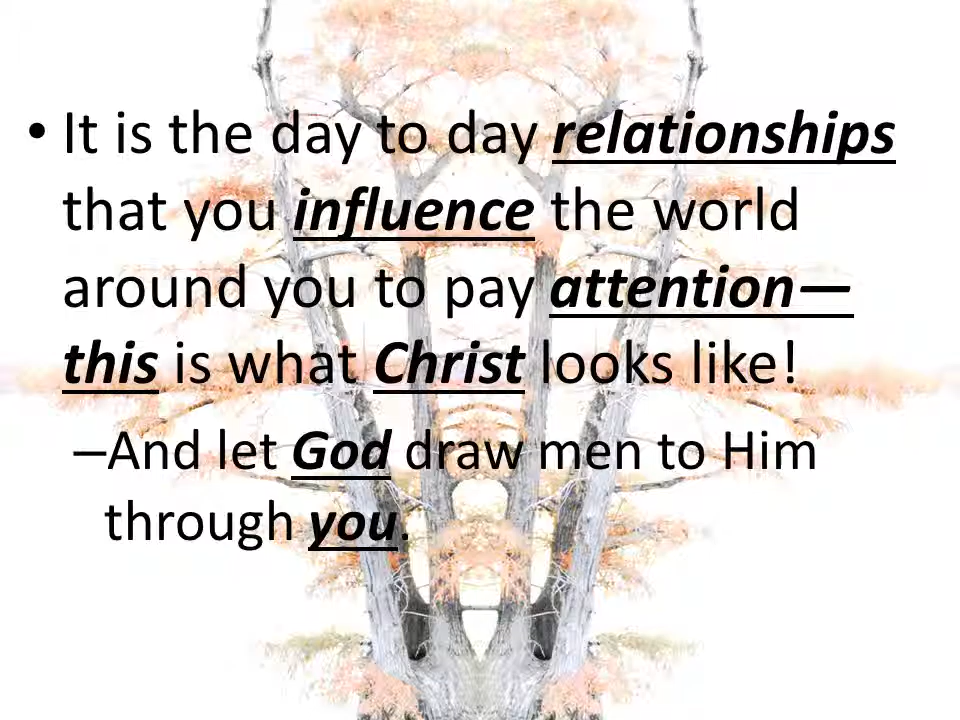 • It is the day to day relationships
that you influence the world
around you to pay attention—
this is what Christ looks like!
–And let God draw men to Him
through you.